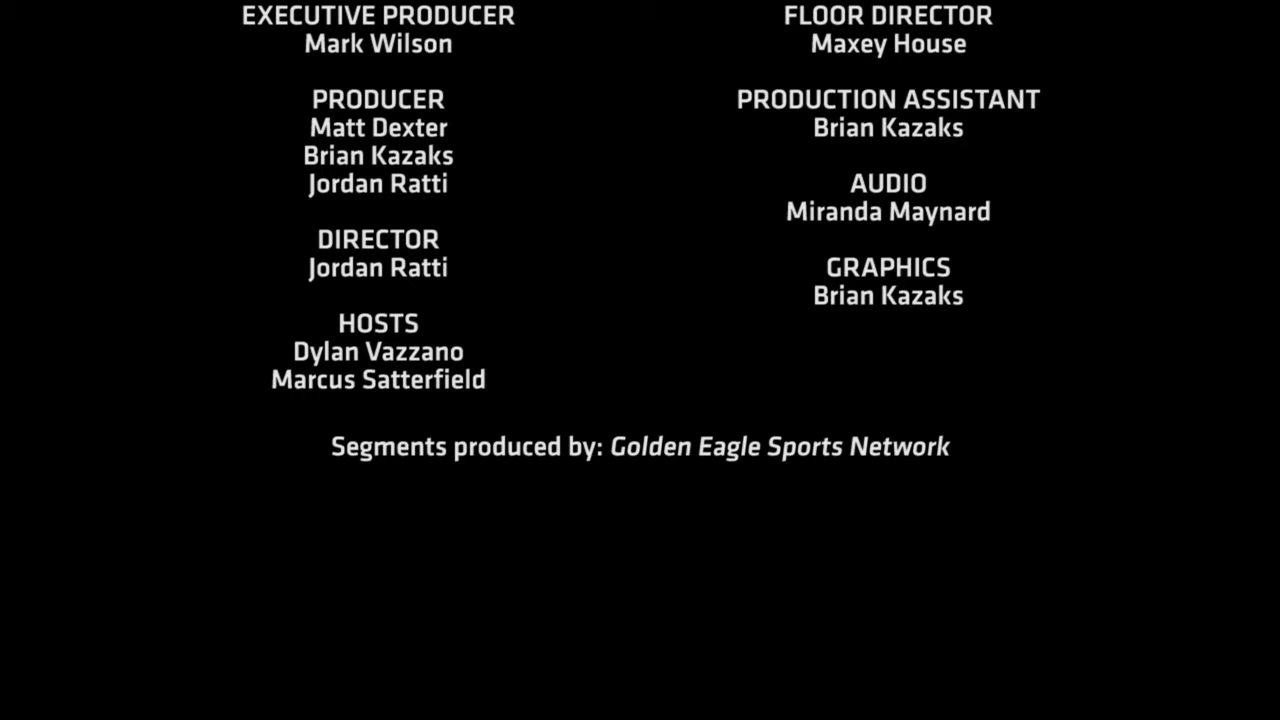 EXECUTIVE PRODUCER
Mark Wilson
PRODUCER
Matt Dexter
Brian Kazaks
Jordan Ratti
DIRECTOR
Jordan Ratti
HOSTS
Dylan Vazzano
Marcus Satterfield
FLOOR DIRECTOR
Maxey House
PRODUCTION ASSISTANT
Brian Kazaks
AUDIO
Miranda Maynard
GRAPHICS
Brian Kazaks
Segments produced by: Golden Eagle Sports Network